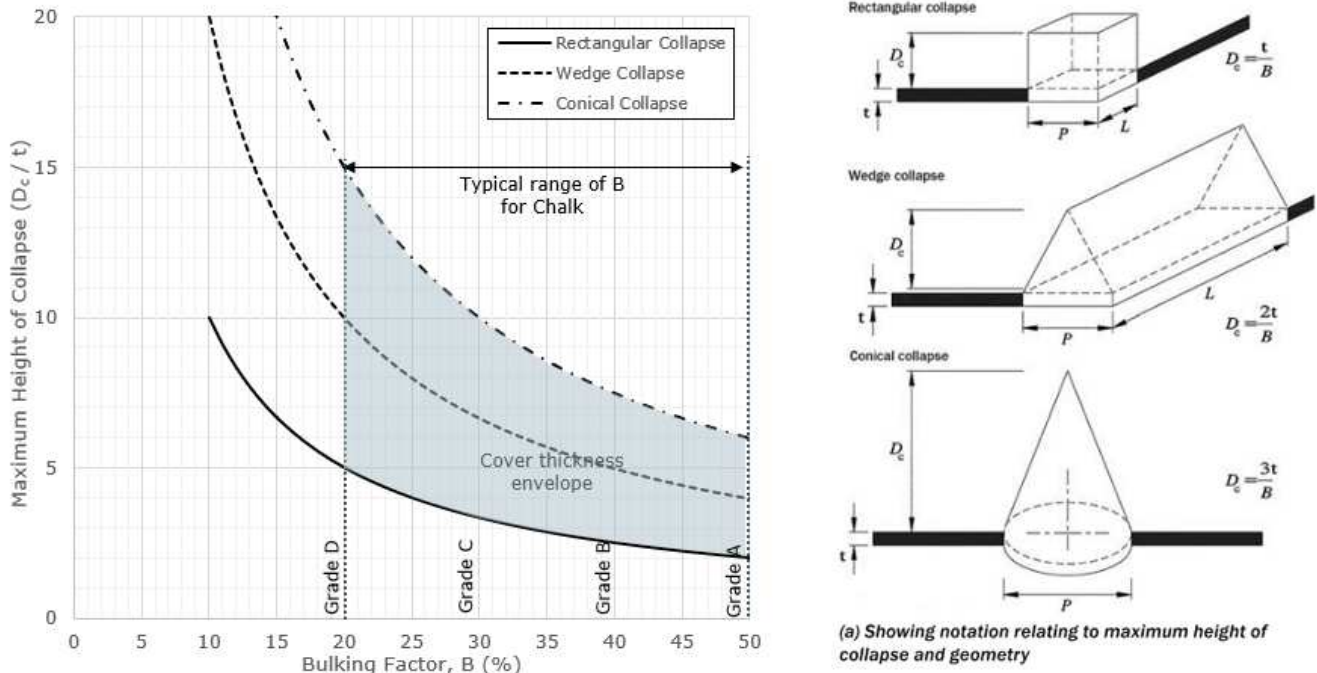 20
15
10
5
0
Maximum Height of Collapse (Dc / t)
Rectangular Collapse
Wedge Collapse
Conical Collapse
Typical range of B
for Chalk
Cover thickness
envelope
Grade D
Grade C
Grade B
Grade A
0 5 10 15 20 25 30 35 40 45 50
Bulking Factor, B (%)
Rectangular collapse
Dc
t
P
L
Dc = t/B
Wedge collapse
Dc
t
P
L
Dc = 2t/B
Conical collapse
Dc
t
P
Dc = 3t/B
(a) Showing notation relating to maximum height of
collapse and geometry